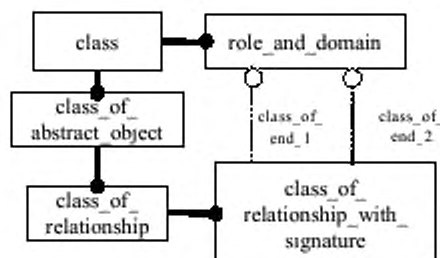 class
role_and_domain
class_of_
abstract_object
class_of_
end_1
class_of_
end_2
class_of_
relationship
class_of_
relationship_with_
signature